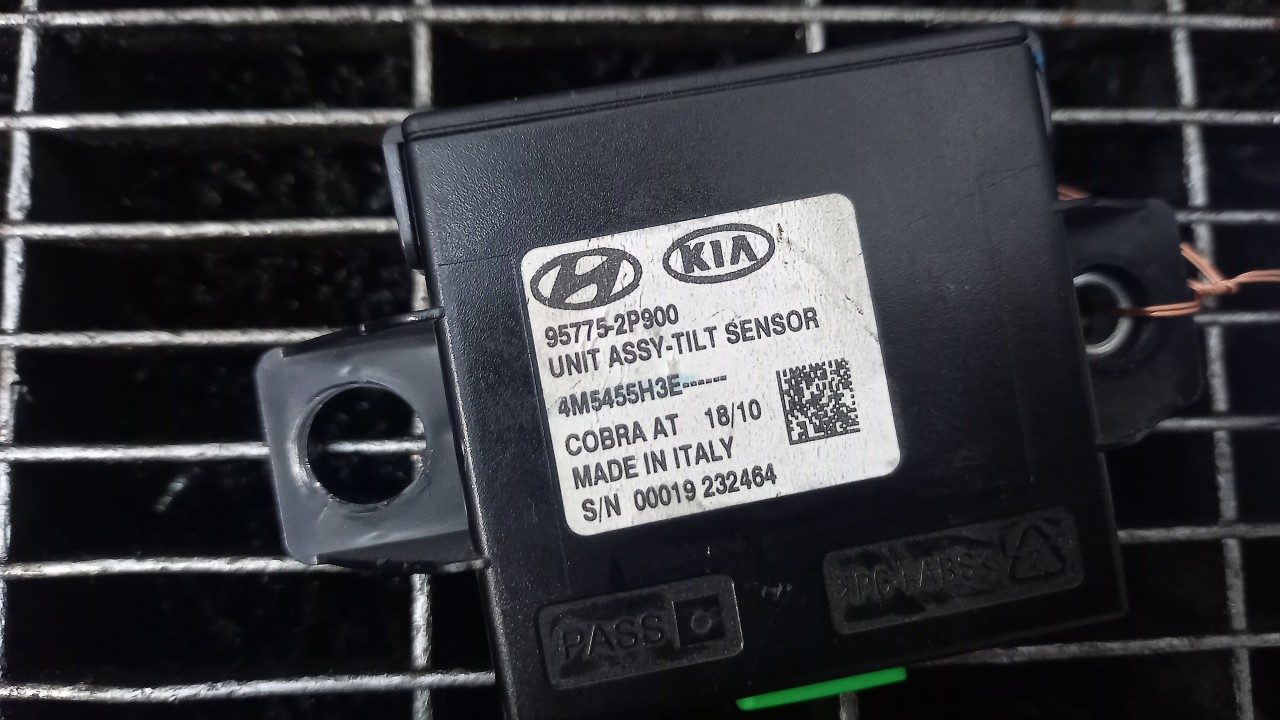 KIA
95775-2P900
UNIT ASSY-TILT SENSOR
4M5455H3E------
COBRA AT 18/10
MADE IN ITALY
S/N 00019 232464
>PC+ABS<
PASS